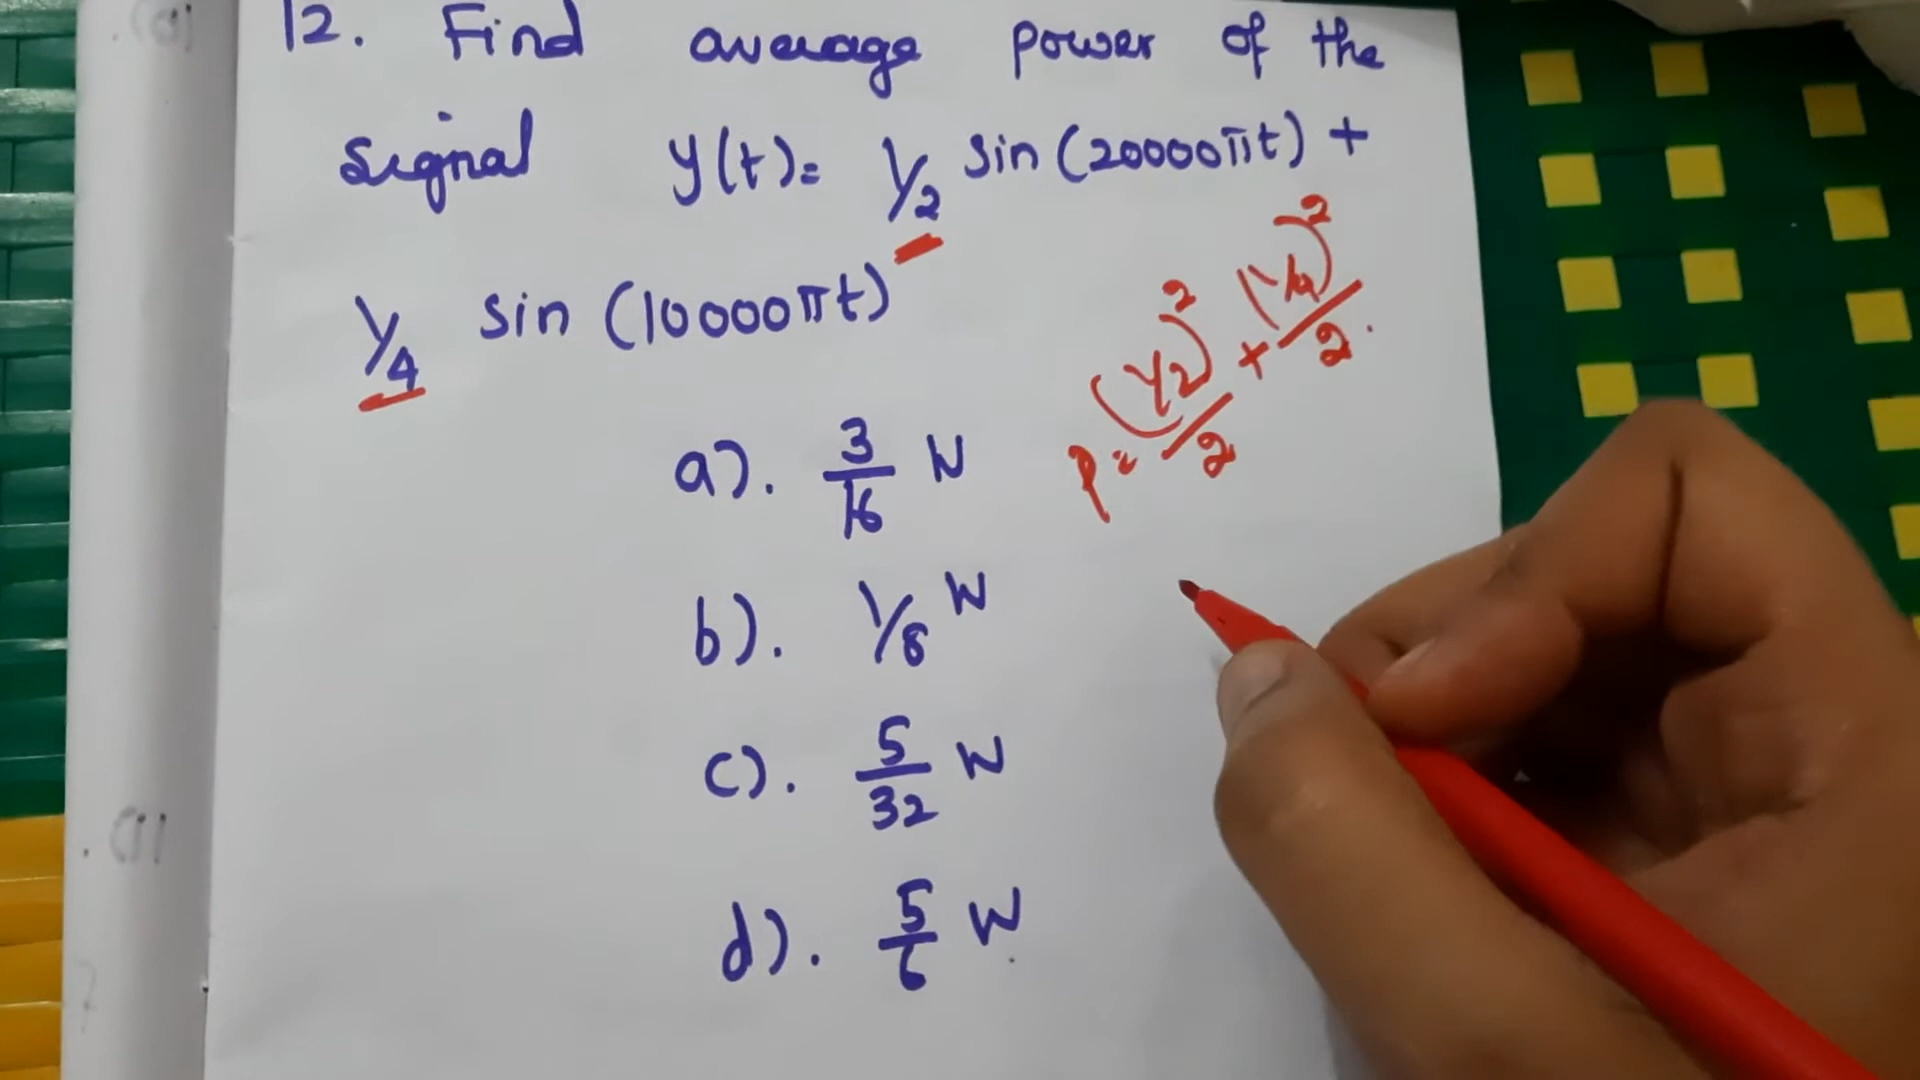 12. Find average power of the
signal y(t)= 1/2 sin(20000πt) +
1/4 sin(10000πt)
P= (1/2)²/2 + (1/4)²/2
a). 3/16 W
b). 1/8 W
c). 5/32 W
d). 5/6 W